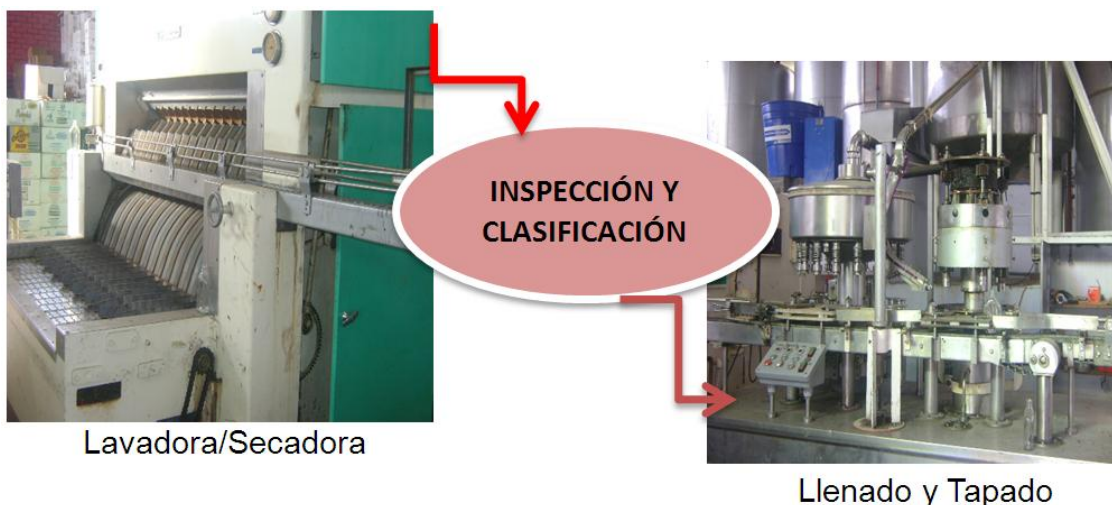 INSPECCIÓN Y
CLASIFICACIÓN
Lavadora/Secadora
Llenado y Tapado